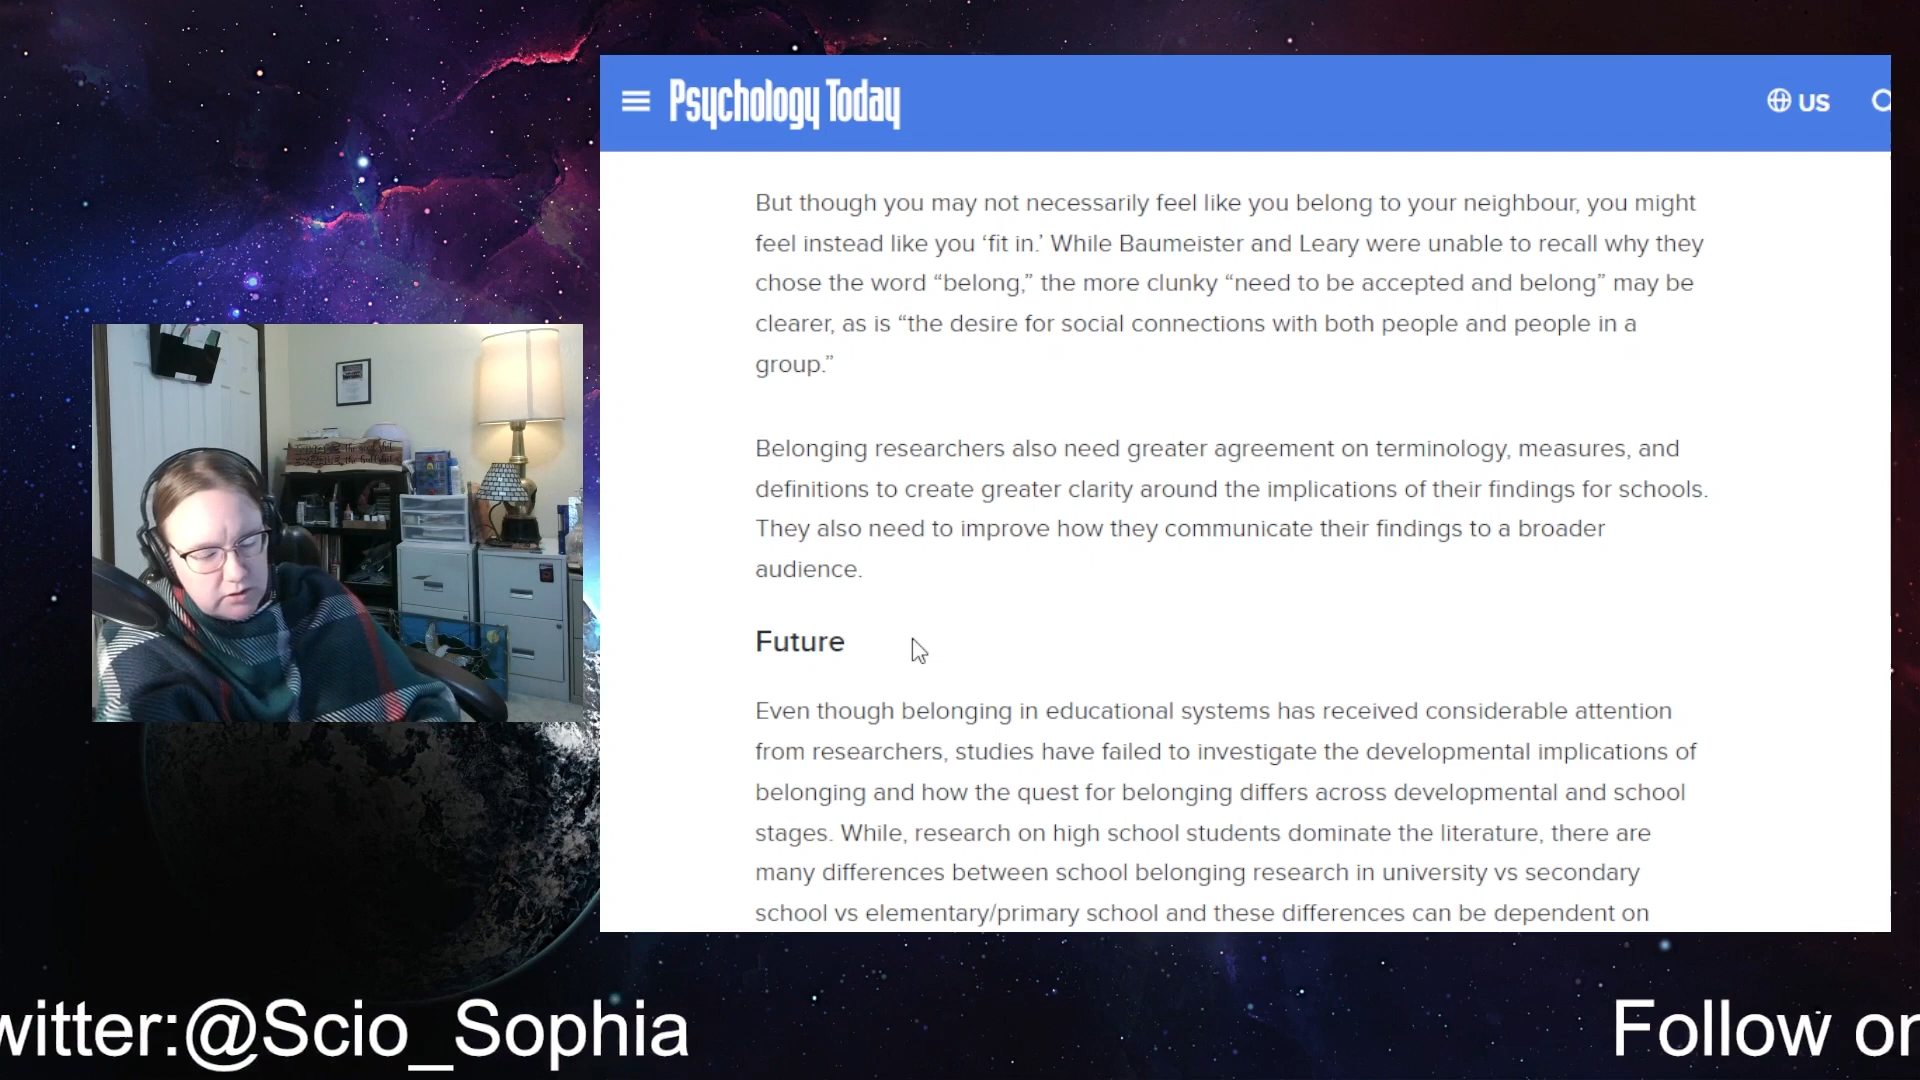 Psychology Today
US
But though you may not necessarily feel like you belong to your neighbour, you might
feel instead like you ‘fit in.’ While Baumeister and Leary were unable to recall why they
chose the word “belong,” the more clunky “need to be accepted and belong” may be
clearer, as is “the desire for social connections with both people and people in a
group.”
Belonging researchers also need greater agreement on terminology, measures, and
definitions to create greater clarity around the implications of their findings for schools.
They also need to improve how they communicate their findings to a broader
audience.
Future
Even though belonging in educational systems has received considerable attention
from researchers, studies have failed to investigate the developmental implications of
belonging and how the quest for belonging differs across developmental and school
stages. While, research on high school students dominate the literature, there are
many differences between school belonging research in university vs secondary
school vs elementary/primary school and these differences can be dependent on
witter:@Scio_Sophia
Follow on